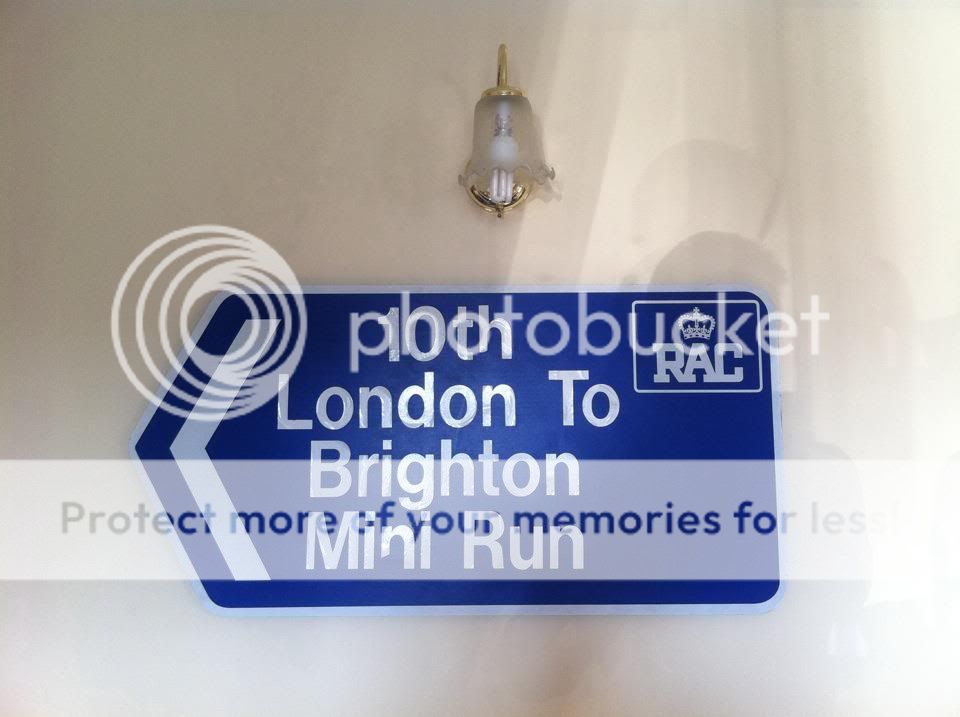 10th
photobucket
RAC
London To
Brighton
Protect more of your memories for less!
Mini Run